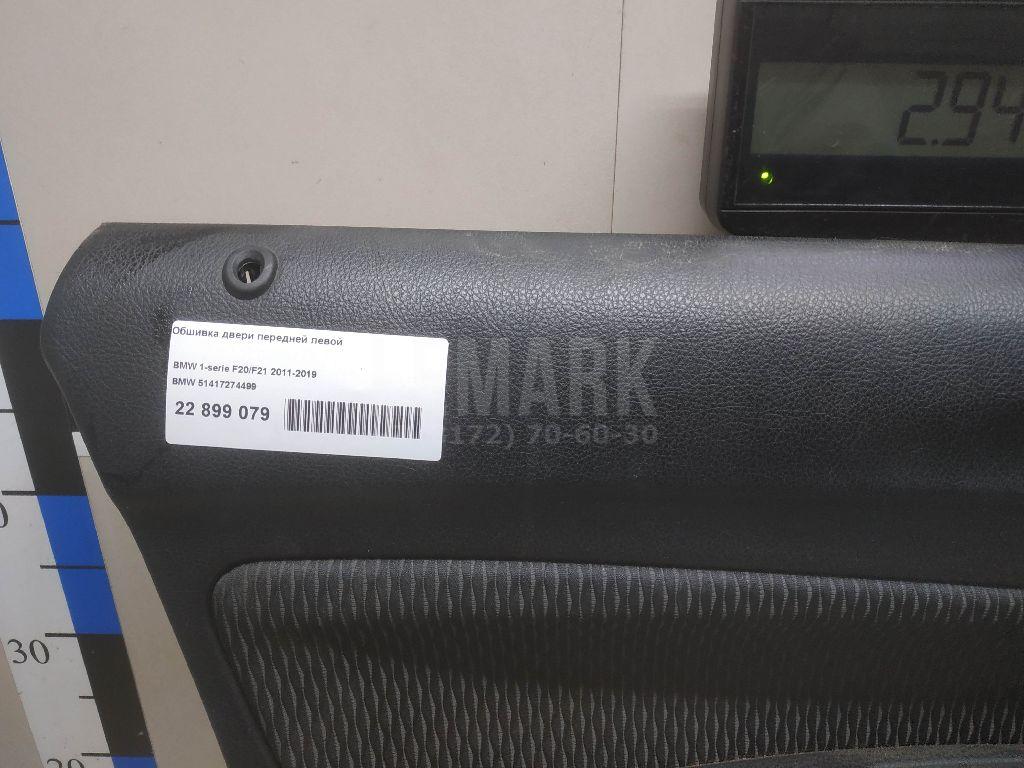 2.94
Обшивка двери передней левой
BMW 1-serie F20/F21 2011-2019
BMW 51417274499
22 899 079
MARK
172) 70-60-30
0
30